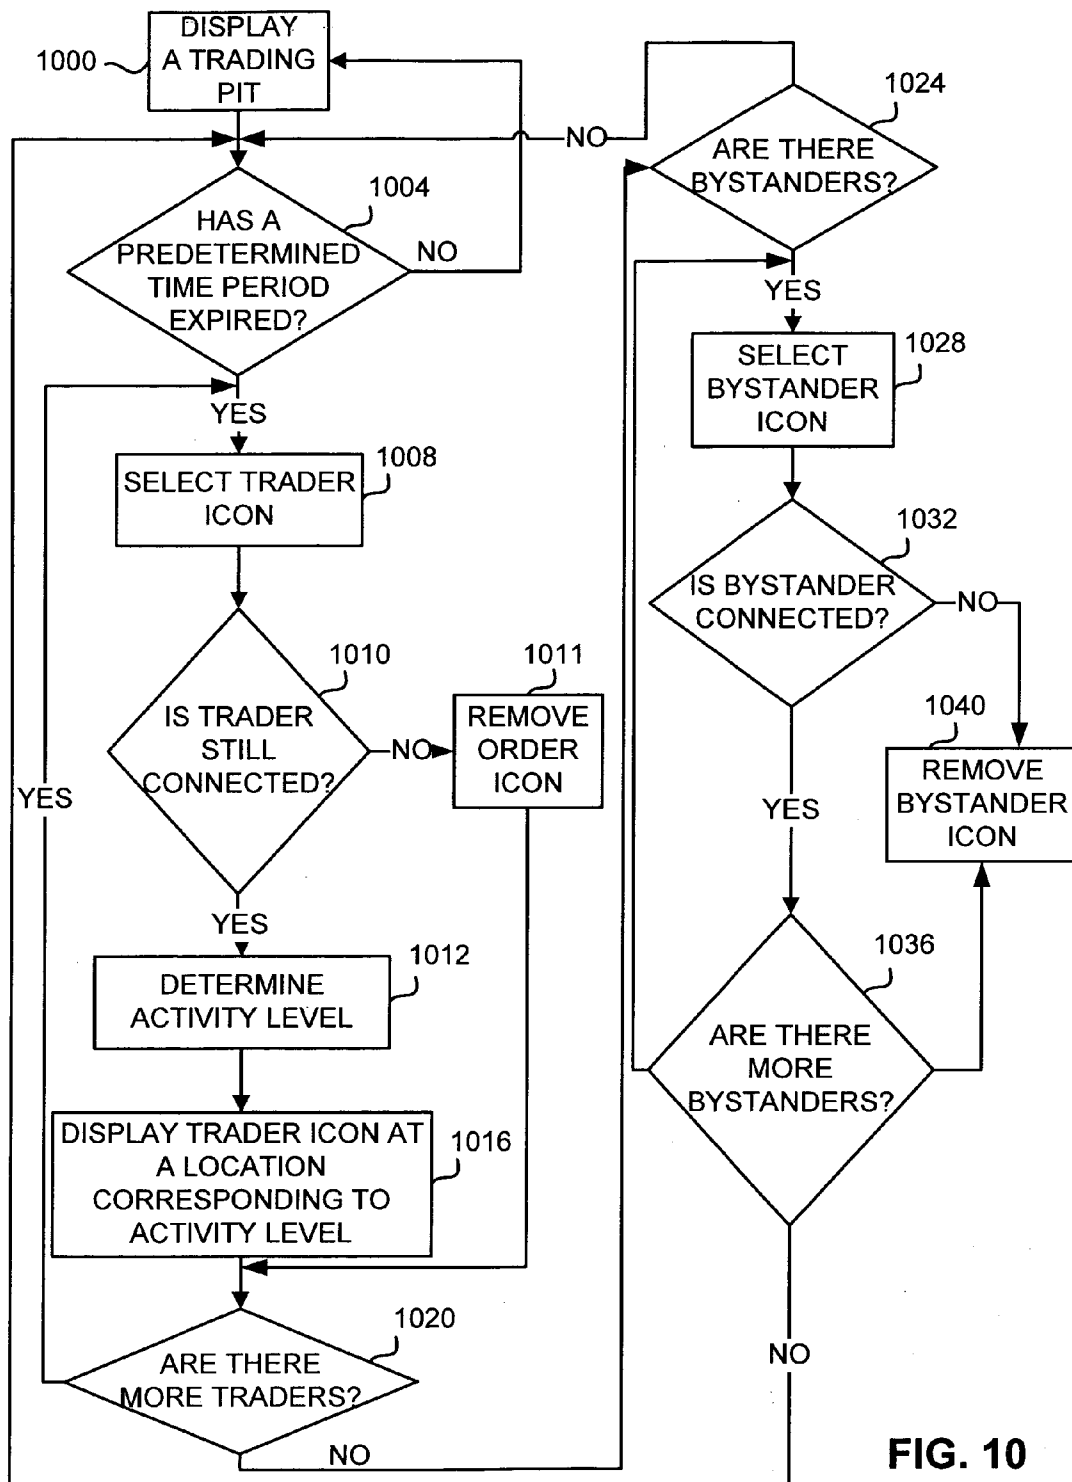 DISPLAY
A TRADING
PIT
1000
HAS A
PREDETERMINED
TIME PERIOD
EXPIRED?
1004
NO
YES
SELECT TRADER
ICON
1008
IS TRADER
STILL
CONNECTED?
1010
NO
REMOVE
ORDER
ICON
1011
YES
YES
DETERMINE
ACTIVITY LEVEL
1012
DISPLAY TRADER ICON AT
A LOCATION
CORRESPONDING TO
ACTIVITY LEVEL
1016
ARE THERE
MORE TRADERS?
1020
NO
NO
ARE THERE
BYSTANDERS?
1024
YES
SELECT
BYSTANDER
ICON
1028
IS BYSTANDER
CONNECTED?
1032
NO
REMOVE
BYSTANDER
ICON
1040
YES
ARE THERE
MORE
BYSTANDERS?
1036
NO
FIG. 10